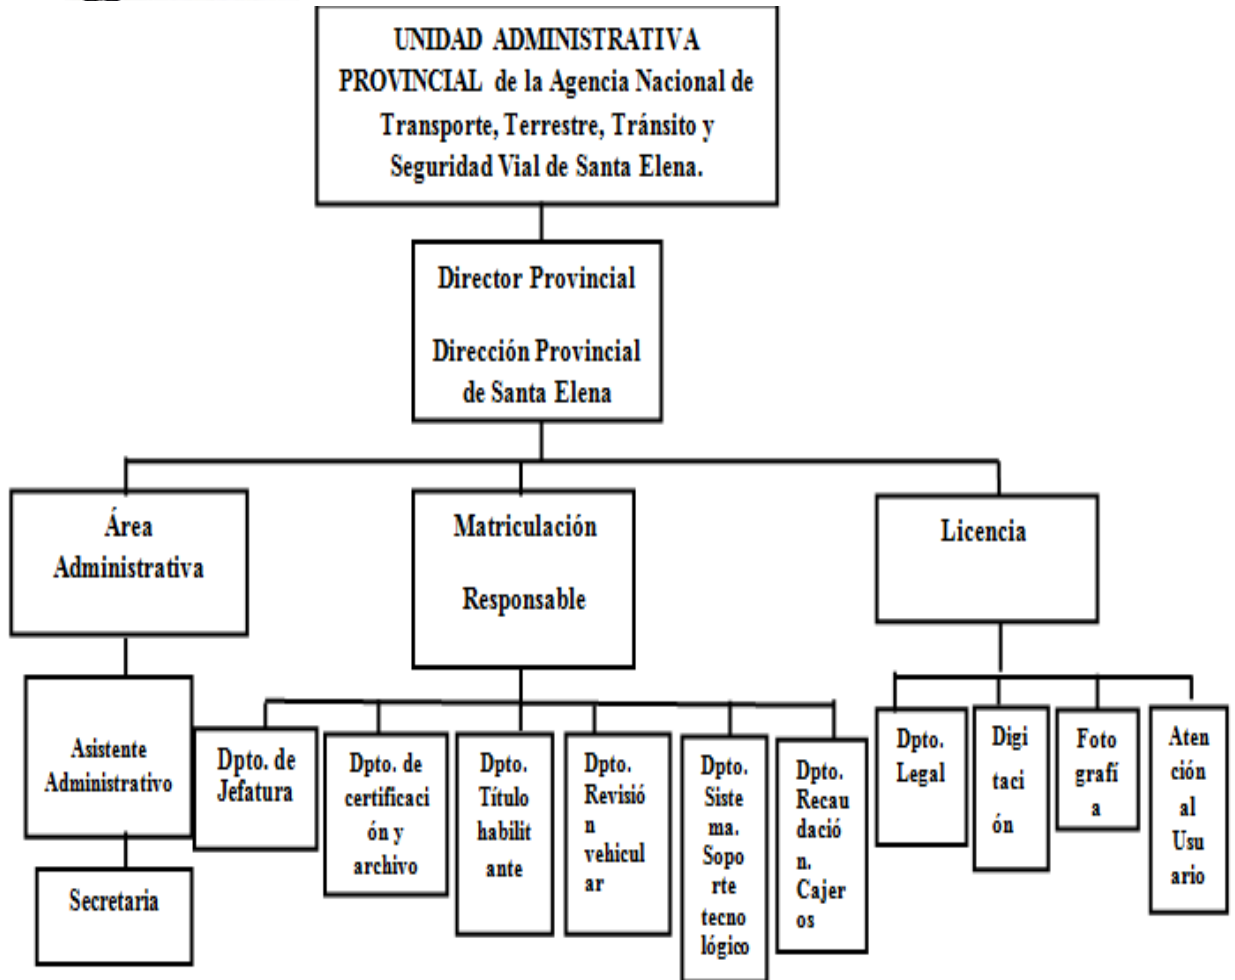 UNIDAD ADMINISTRATIVA
PROVINCIAL de la Agencia Nacional de
Transporte, Terrestre, Tránsito y
Seguridad Vial de Santa Elena.
Director Provincial
Dirección Provincial
de Santa Elena
Área
Administrativa
Matriculación
Responsable
Licencia
Asistente
Administrativo
Secretaria
Dpto. de
Jefatura
Dpto. de
certificaci
ón y
archivo
Dpto.
Título
habilit
ante
Dpto.
Revisió
n
vehicul
ar
Dpto.
Siste
ma.
Sopo
rte
tecno
lógico
Dpto.
Recau
dació
n.
Cajer
os
Dpto.
Legal
Digi
taci
ón
Foto
grafí
a
Aten
ción
al
Usu
ario